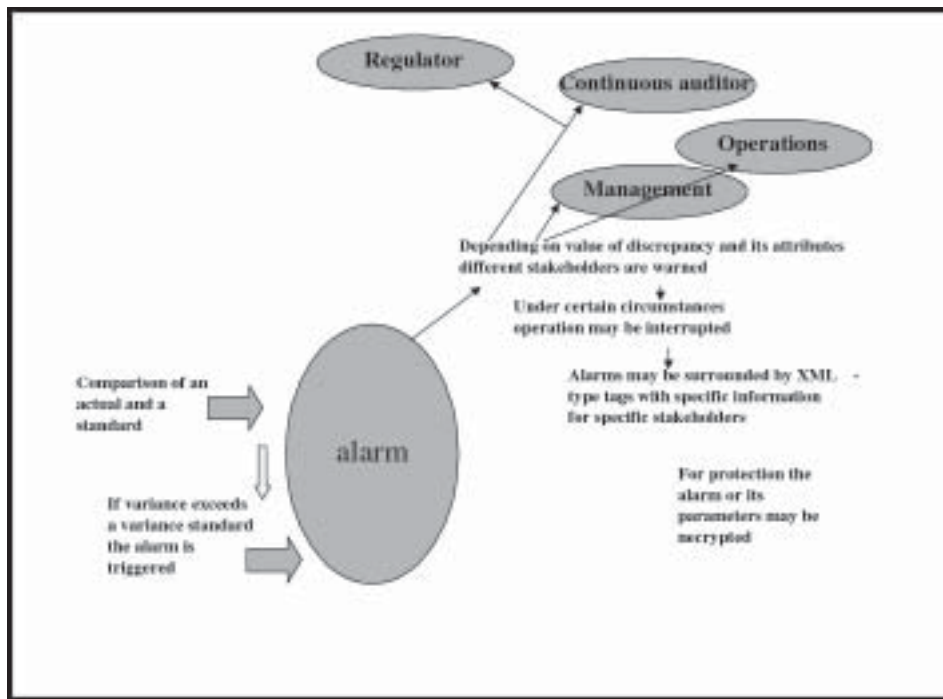 Regulator
Continuous auditor
Operations
Management
Depending on value of discrepancy and its attributes
different stakeholders are warned
Under certain circumstances
operation may be interrupted
Comparison of an
actual and a
standard
Alarms may be surrounded by XML -
type tags with specific information
for specific stakeholders
alarm
If variance exceeds
a variance standard
the alarm is
triggered
For protection the
alarm or its
parameters may be
necrypted